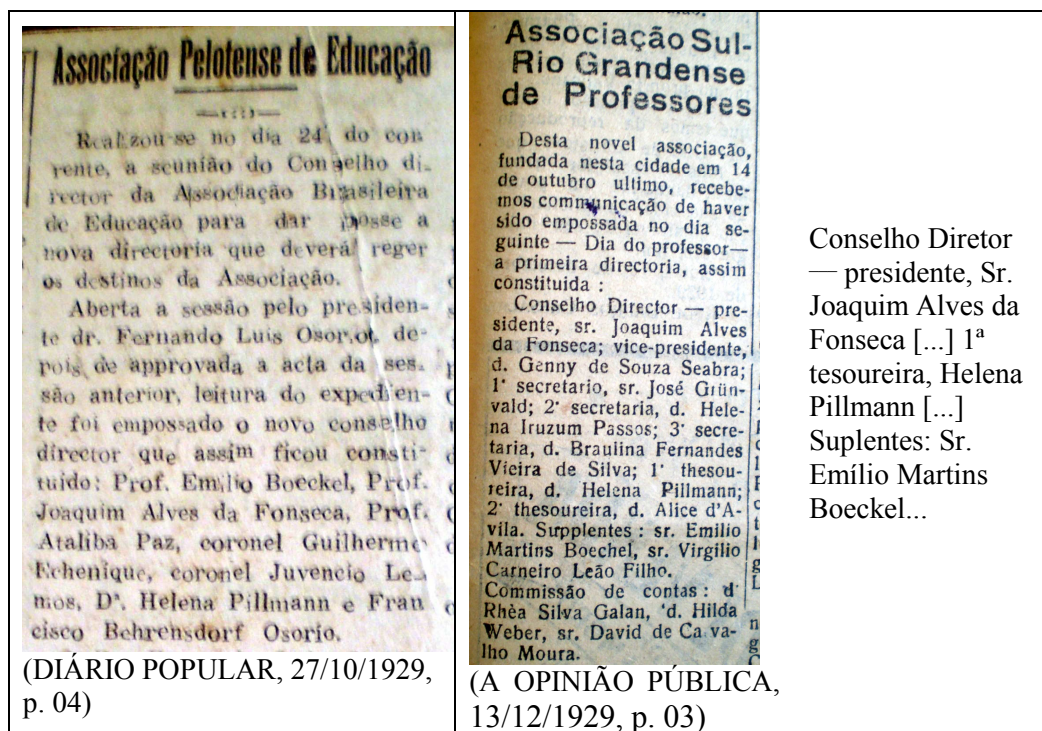 Associação Pelotense de Educação
Realizou-se no dia 24 do cor
rente, a seunião do Conselho di-
rector da Associação Brasileira
de Educação para dar posse a
nova directoria que deverá reger
os destinos da Associação.
Aberta a sessão pelo presiden-
te dr. Fernando Luis Osorio, de-
pois de approvada a acta da ses-
são anterior, leitura do expedien-
te foi empossado o novo conselho
director que assim ficou consti-
tuido: Prof. Emilio Boeckel, Prof.
Joaquim Alves da Fonseca, Prof.
Ataliba Paz, coronel Guilherme
Echenique, coronel Juvencio Le-
mos, Dª. Helena Pillmann e Fran
cisco Behrensdorf Osorio.
(DIÁRIO POPULAR, 27/10/1929,
p. 04)
Associação Sul-
Rio Grandense
de Professores
Desta novel associação,
fundada nesta cidade em 14
de outubro ultimo, recebe-
mos communicação de haver
sido empossada no dia se-
guinte — Dia do professor—
a primeira directoria, assim
constituida :
Conselho Director — pre-
sidente, sr. Joaquim Alves
da Fonseca; vice-presidente,
d. Genny de Souza Seabra;
1º secretario, sr. José Grün-
vald; 2ª secretaria, d. Hele-
na Iruzum Passos; 3ª secre-
taria, d. Braulina Fernandes
Vieira de Silva; 1ª thesou-
reira, d. Helena Pillmann;
2ª thesoureira, d. Alice d'Á-
vila. Supplentes : sr. Emilio
Martins Boechel, sr. Virgilio
Carneiro Leão Filho.
Commissão de contas : d.
Rhèa Silva Galan, d. Hilda
Weber, sr. David de Carva-
lho Moura.
(A OPINIÃO PÚBLICA,
13/12/1929, p. 03)
Conselho Diretor
— presidente, Sr.
Joaquim Alves da
Fonseca [...] 1ª
tesoureira, Helena
Pillmann [...]
Suplentes: Sr.
Emílio Martins
Boeckel...